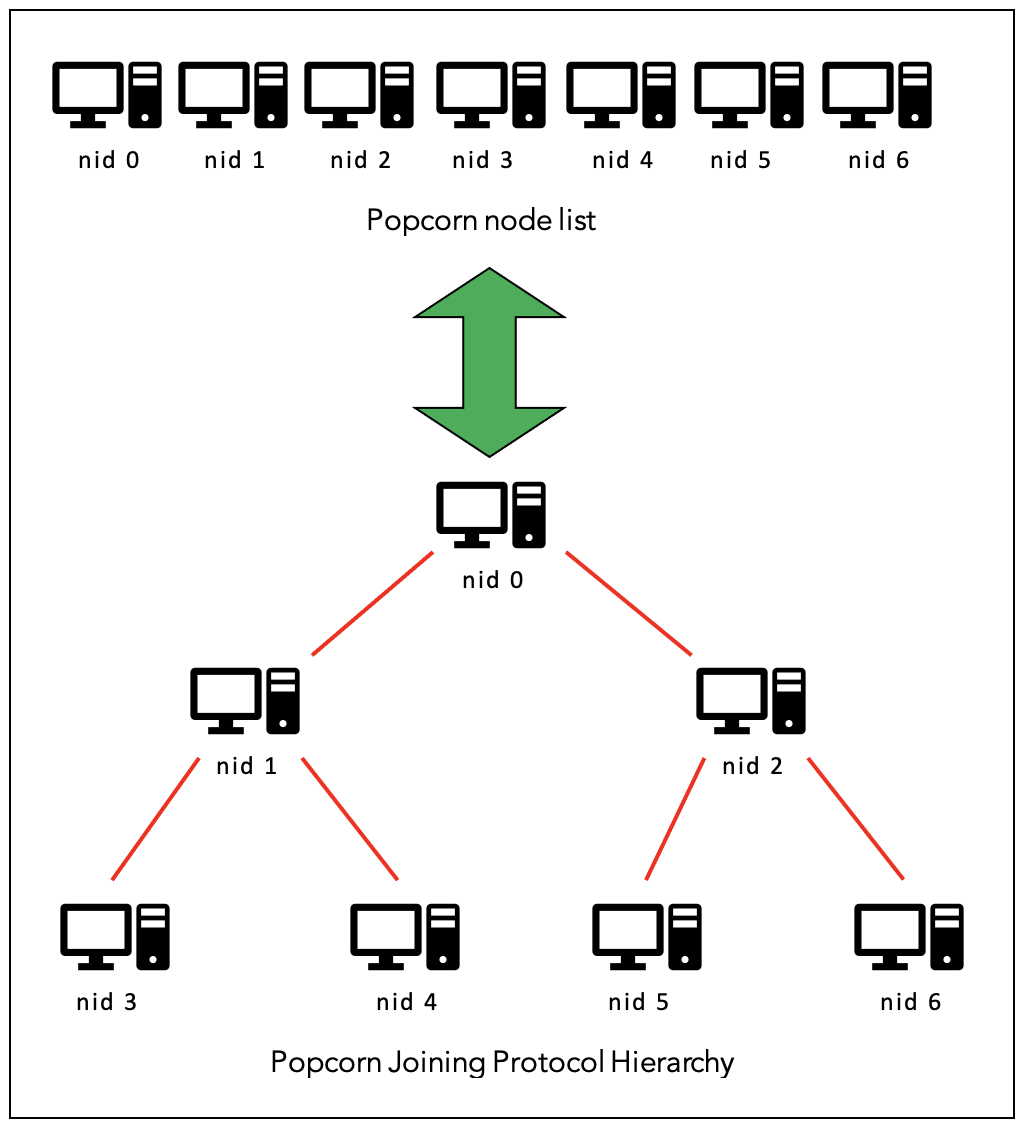 nid 0 nid 1 nid 2 nid 3 nid 4 nid 5 nid 6
Popcorn node list
nid 0
nid 1 nid 2
nid 3 nid 4 nid 5 nid 6
Popcorn Joining Protocol Hierarchy